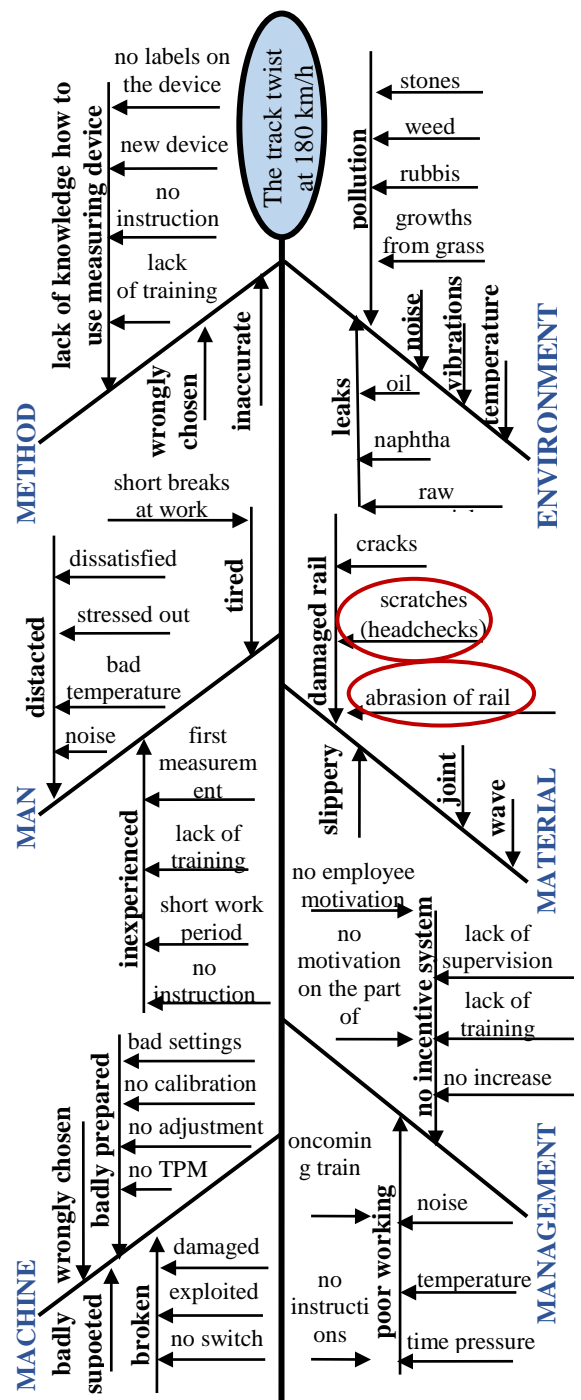 The track twist
at 180 km/h
METHOD
lack of knowledge how to
use measuring device
no labels on
the device
new device
no
instruction
lack
of training
wrongly
chosen
inaccurate
ENVIRONMENT
pollution
stones
weed
rubbis
growths
from grass
leaks
oil
naphtha
raw
noise
vibrations
temperature
MAN
distacted
dissatisfied
stressed out
bad
temperature
noise
tired
short breaks
at work
inexperienced
first
measurem
ent
lack of
training
short work
period
no
instruction
MATERIAL
damaged rail
cracks
scratches
(headchecks)
abrasion of rail
slippery
joint
wave
MANAGEMENT
no incentive system
no employee
motivation
no
motivation
on the part
of
lack of
supervision
lack of
training
no increase
poor working
oncomin
g train
no
instructi
ons
noise
temperature
time pressure
MACHINE
wrongly chosen
badly prepared
bad settings
no calibration
no adjustment
no TPM
badly
supoeted
broken
damaged
exploited
no switch